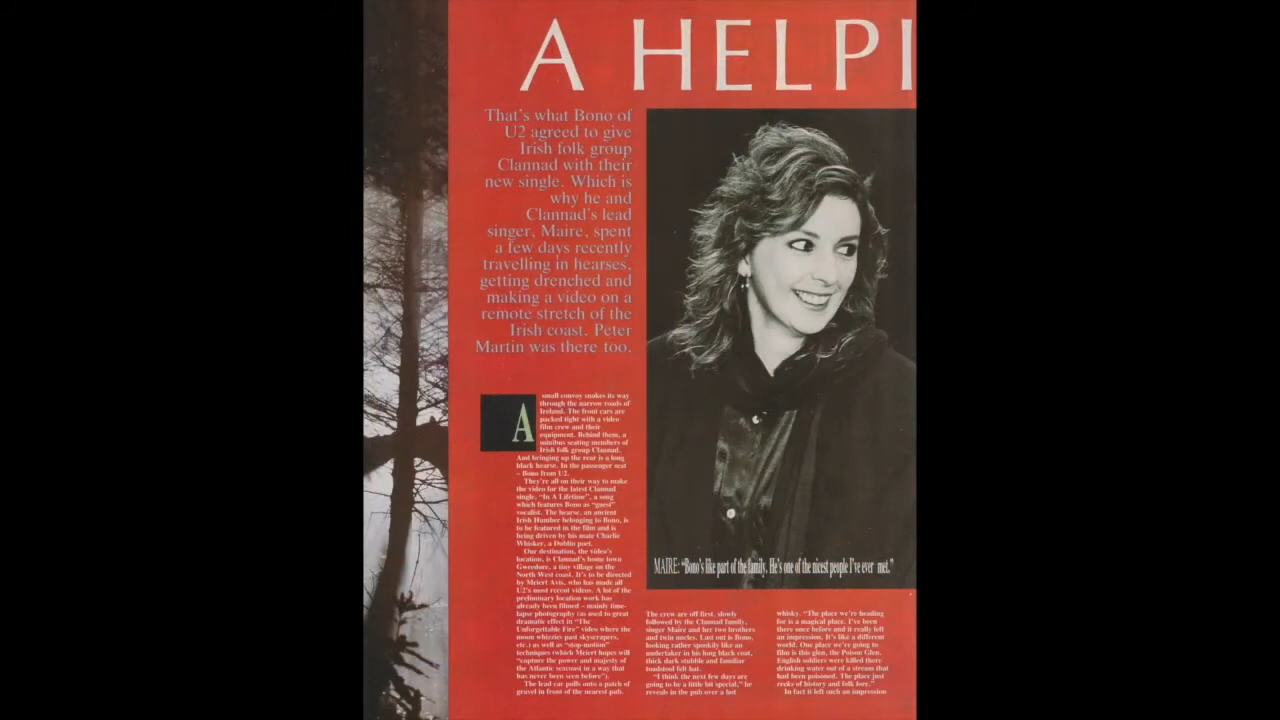 A HELPI
That's what Bono of
U2 agreed to give
Irish folk group
Clannad with their
new single. Which is
why he and
Clannad's lead
singer, Maire, spent
a few days recently
travelling in hearses,
getting drenched and
making a video on a
remote stretch of the
Irish coast. Peter
Martin was there too.
A
small convoy snakes its way
through the narrow roads of
Ireland. The front cars are
packed tight with a video
film crew and their
equipment. Behind them, a
minibus seating members of
Irish folk group Clannad.
And bringing up the rear is a long
black hearse. In the passenger seat
– Bono from U2.
They're all on their way to make
the video for the latest Clannad
single, "In A Lifetime", a song
which features Bono as "guest"
vocalist. The hearse, an ancient
Irish Humber belonging to Bono, is
to be featured in the film and is
being driven by his mate Charlie
Whisker, a Dublin poet.
Our destination, the video's
location, is Clannad's home town
Gweedore, a tiny village on the
North West coast. It's to be directed
by Meiert Avis, who has made all
U2's most recent videos. A lot of the
preliminary location work has
already been filmed – mainly time-
lapse photography (as used to great
dramatic effect in "The
Unforgettable Fire" video where the
moon whizzies past skyscrapers,
etc.) as well as "stop-motion"
techniques (which Meiert hopes will
"capture the power and majesty of
the Atlantic seacoast in a way that
has never been seen before").
The lead car pulls onto a patch of
gravel in front of the nearest pub.
MAIRE: "Bono's like part of the family. He's one of the nicest people I've ever met."
The crew are off first, slowly
followed by the Clannad family,
singer Maire and her two brothers
and twin uncles. Last out is Bono,
looking rather spookily like an
undertaker in his long black coat,
thick dark stubble and familiar
toadstool felt hat.
"I think the next few days are
going to be a little bit special," he
reveals in the pub over a hot
whisky. "The place we're heading
for is a magical place. I've been
there once before and it really left
an impression. It's like a different
world. One place we're going to
film is this glen, the Poison Glen.
English soldiers were killed there
drinking water out of a stream that
had been poisoned. The place just
reeks of history and folk lore."
In fact it left such an impression